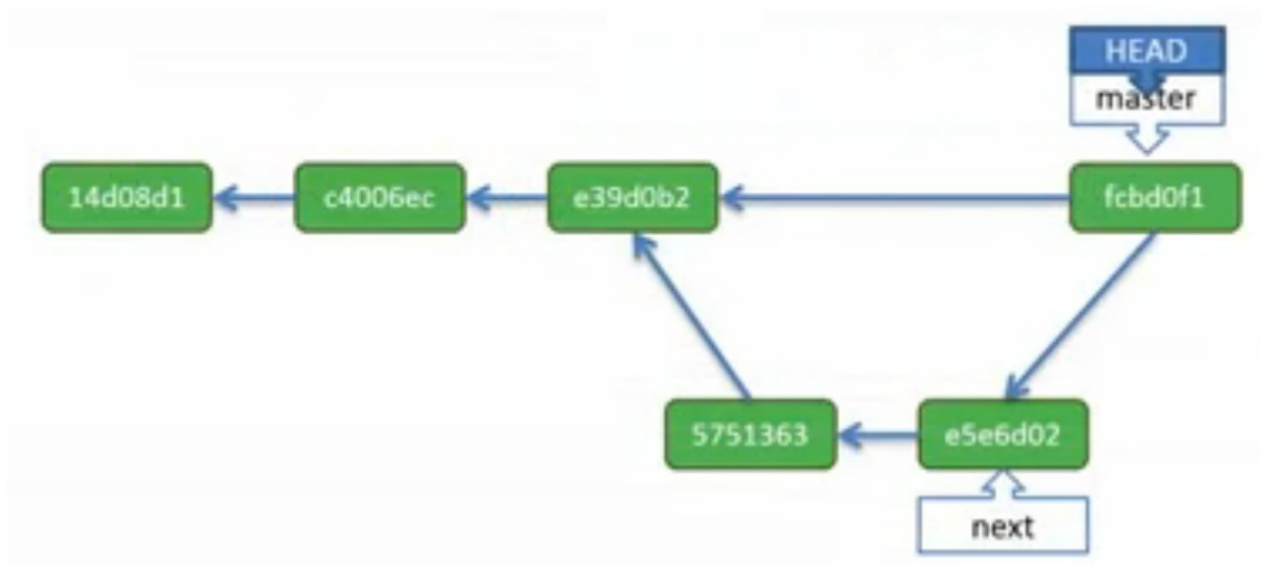 HEAD
master
14d08d1
c4006ec
e39d0b2
fcbd0f1
5751363
e5e6d02
next